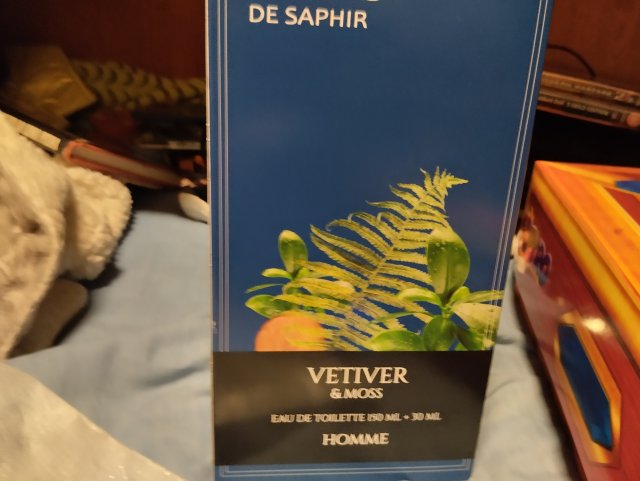 DE SAPHIR
VETIVER
& MOSS
EAU DE TOILETTE 150 ML + 30 ML
HOMME